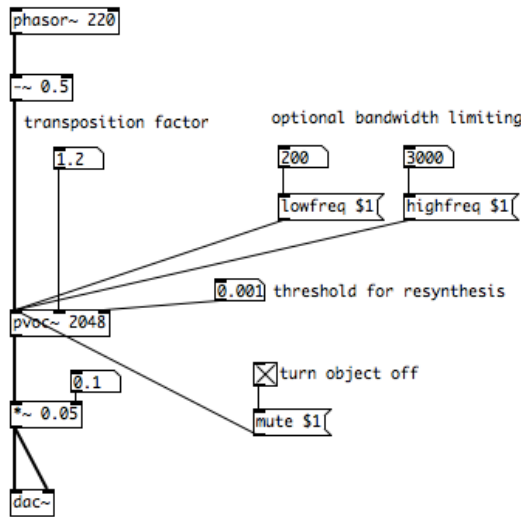 phasor~ 220
-~ 0.5
transposition factor
optional bandwidth limiting
1.2
200
3000
lowfreq $1
highfreq $1
0.001
threshold for resynthesis
pvoc~ 2048
0.1
turn object off
*~ 0.05
mute $1
dac~